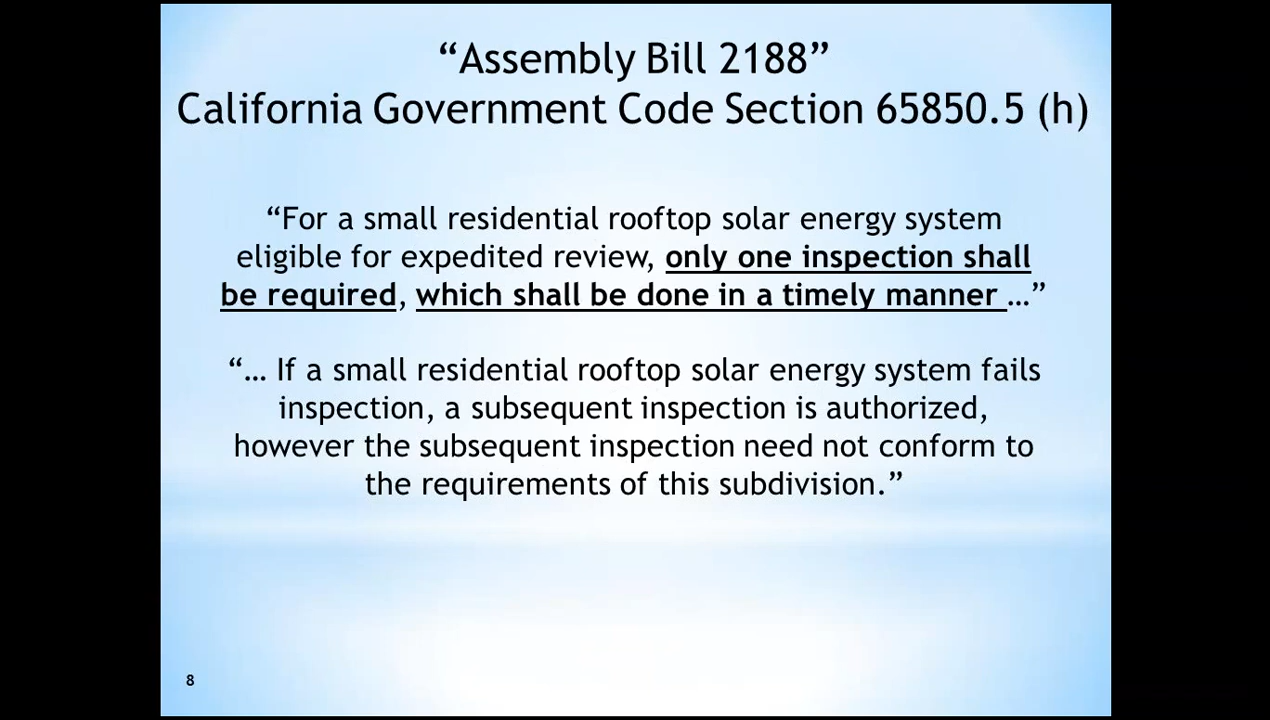 “Assembly Bill 2188”
California Government Code Section 65850.5 (h)
“For a small residential rooftop solar energy system
eligible for expedited review, only one inspection shall
be required, which shall be done in a timely manner …”
“… If a small residential rooftop solar energy system fails
inspection, a subsequent inspection is authorized,
however the subsequent inspection need not conform to
the requirements of this subdivision.”
8